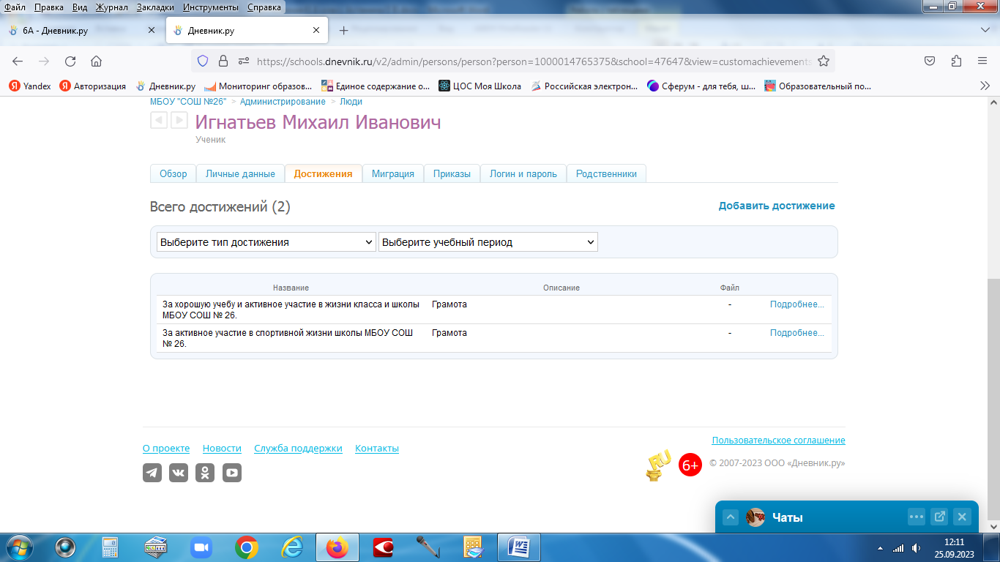 Файл Правка Вид Журнал Закладки Инструменты Справка
6А - Дневник.ру
Дневник.ру
https://schools.dnevnik.ru/v2/admin/persons/person?person=1000014765375&school=47647&view=customachievements
Yandex
Авторизация
Дневник.ру
Мониторинг образов...
Единое содержание о...
ЦОС Моя Школа
Российская электрон...
Сферум - для тебя, ш...
Образовательный по...
МБОУ "СОШ №26" > Администрирование > Люди
Игнатьев Михаил Иванович
Ученик
Обзор
Личные данные
Достижения
Миграция
Приказы
Логин и пароль
Родственники
Всего достижений (2)
Добавить достижение
Выберите тип достижения
Выберите учебный период
Название
Описание
Файл
За хорошую учебу и активное участие в жизни класса и школы
МБОУ СОШ № 26.
Грамота
-
Подробнее...
За активное участие в спортивной жизни школы МБОУ СОШ
№ 26.
Грамота
-
Подробнее...
О проекте
Новости
Служба поддержки
Контакты
Пользовательское соглашение
RU
6+
© 2007-2023 ООО «Дневник.ру»
Чаты
12:11
25.09.2023